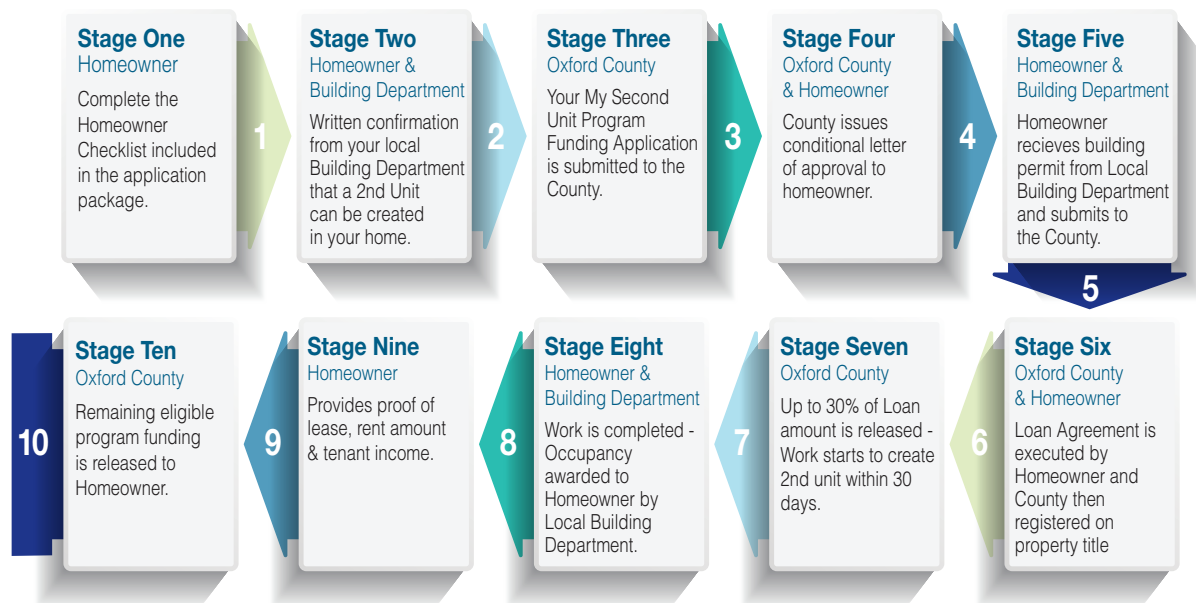 Stage One
Homeowner
Complete the
Homeowner
Checklist included
in the application
package.
1
Stage Two
Homeowner &
Building Department
Written confirmation
from your local
Building Department
that a 2nd Unit
can be created
in your home.
2
Stage Three
Oxford County
Your My Second
Unit Program
Funding Application
is submitted to the
County.
3
Stage Four
Oxford County
& Homeowner
County issues
conditional letter
of approval to
homeowner.
4
Stage Five
Homeowner &
Building Department
Homeowner
recieves building
permit from Local
Building Department
and submits to
the County.
5
Stage Six
Oxford County
& Homeowner
Loan Agreement is
executed by
Homeowner and
County then
registered on
property title
6
Stage Seven
Oxford County
Up to 30% of Loan
amount is released -
Work starts to create
2nd unit within 30
days.
7
Stage Eight
Homeowner &
Building Department
Work is completed -
Occupancy
awarded to
Homeowner by
Local Building
Department.
8
Stage Nine
Homeowner
Provides proof of
lease, rent amount
& tenant income.
9
Stage Ten
Oxford County
Remaining eligible
program funding
is released to
Homeowner.
10